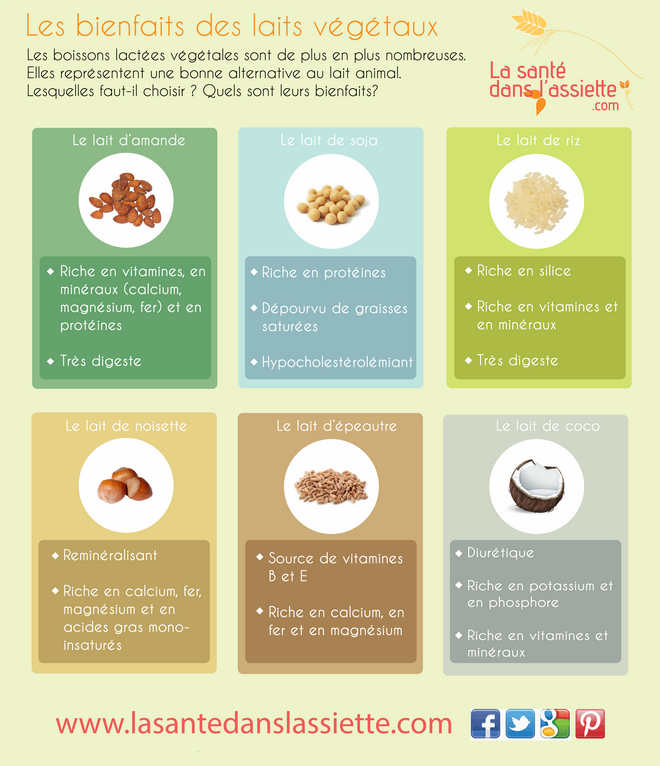 Les bienfaits des laits végétaux
Les boissons lactées végétales sont de plus en plus nombreuses.
Elles représentent une bonne alternative au lait animal.
Lesquelles faut-il choisir ? Quels sont leurs bienfaits?
La santé
dans l'assiette
.com
Le lait d'amande
Riche en vitamines, en
minéraux (calcium,
magnésium, fer) et en
protéines
Très digeste
Le lait de soja
Riche en protéines
Dépourvu de graisses
saturées
Hypocholestérolémiant
Le lait de riz
Riche en silice
Riche en vitamines et
en minéraux
Très digeste
Le lait de noisette
Reminéralisant
Riche en calcium, fer,
magnésium et en
acides gras mono-
insaturés
Le lait d'épeautre
Source de vitamines
B et E
Riche en calcium, en
fer et en magnésium
Le lait de coco
Diurétique
Riche en potassium et
en phosphore
Riche en vitamines et
minéraux
www.lasantedanslassiette.com